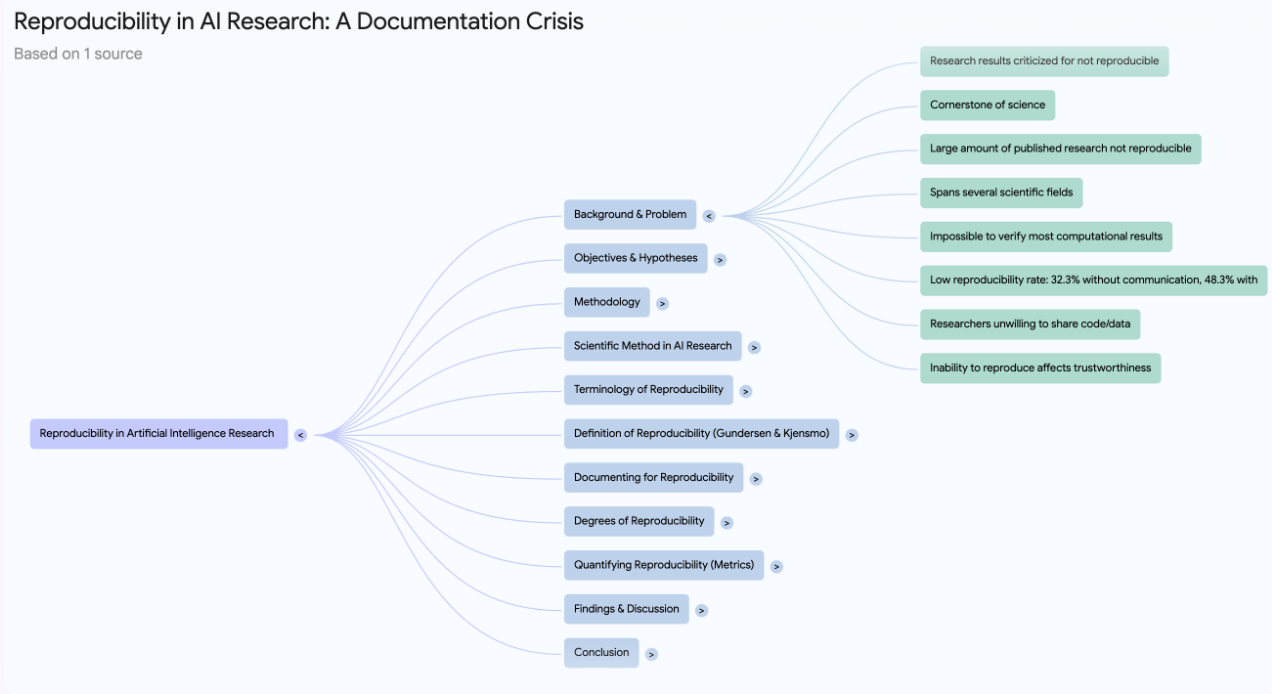 Reproducibility in AI Research: A Documentation Crisis
Based on 1 source
Reproducibility in Artificial Intelligence Research <
Background & Problem <
Research results criticized for not reproducible
Cornerstone of science
Large amount of published research not reproducible
Spans several scientific fields
Impossible to verify most computational results
Low reproducibility rate: 32.3% without communication, 48.3% with
Researchers unwilling to share code/data
Inability to reproduce affects trustworthiness
Objectives & Hypotheses >
Methodology >
Scientific Method in AI Research >
Terminology of Reproducibility >
Definition of Reproducibility (Gundersen & Kjensmo) >
Documenting for Reproducibility >
Degrees of Reproducibility >
Quantifying Reproducibility (Metrics) >
Findings & Discussion >
Conclusion >